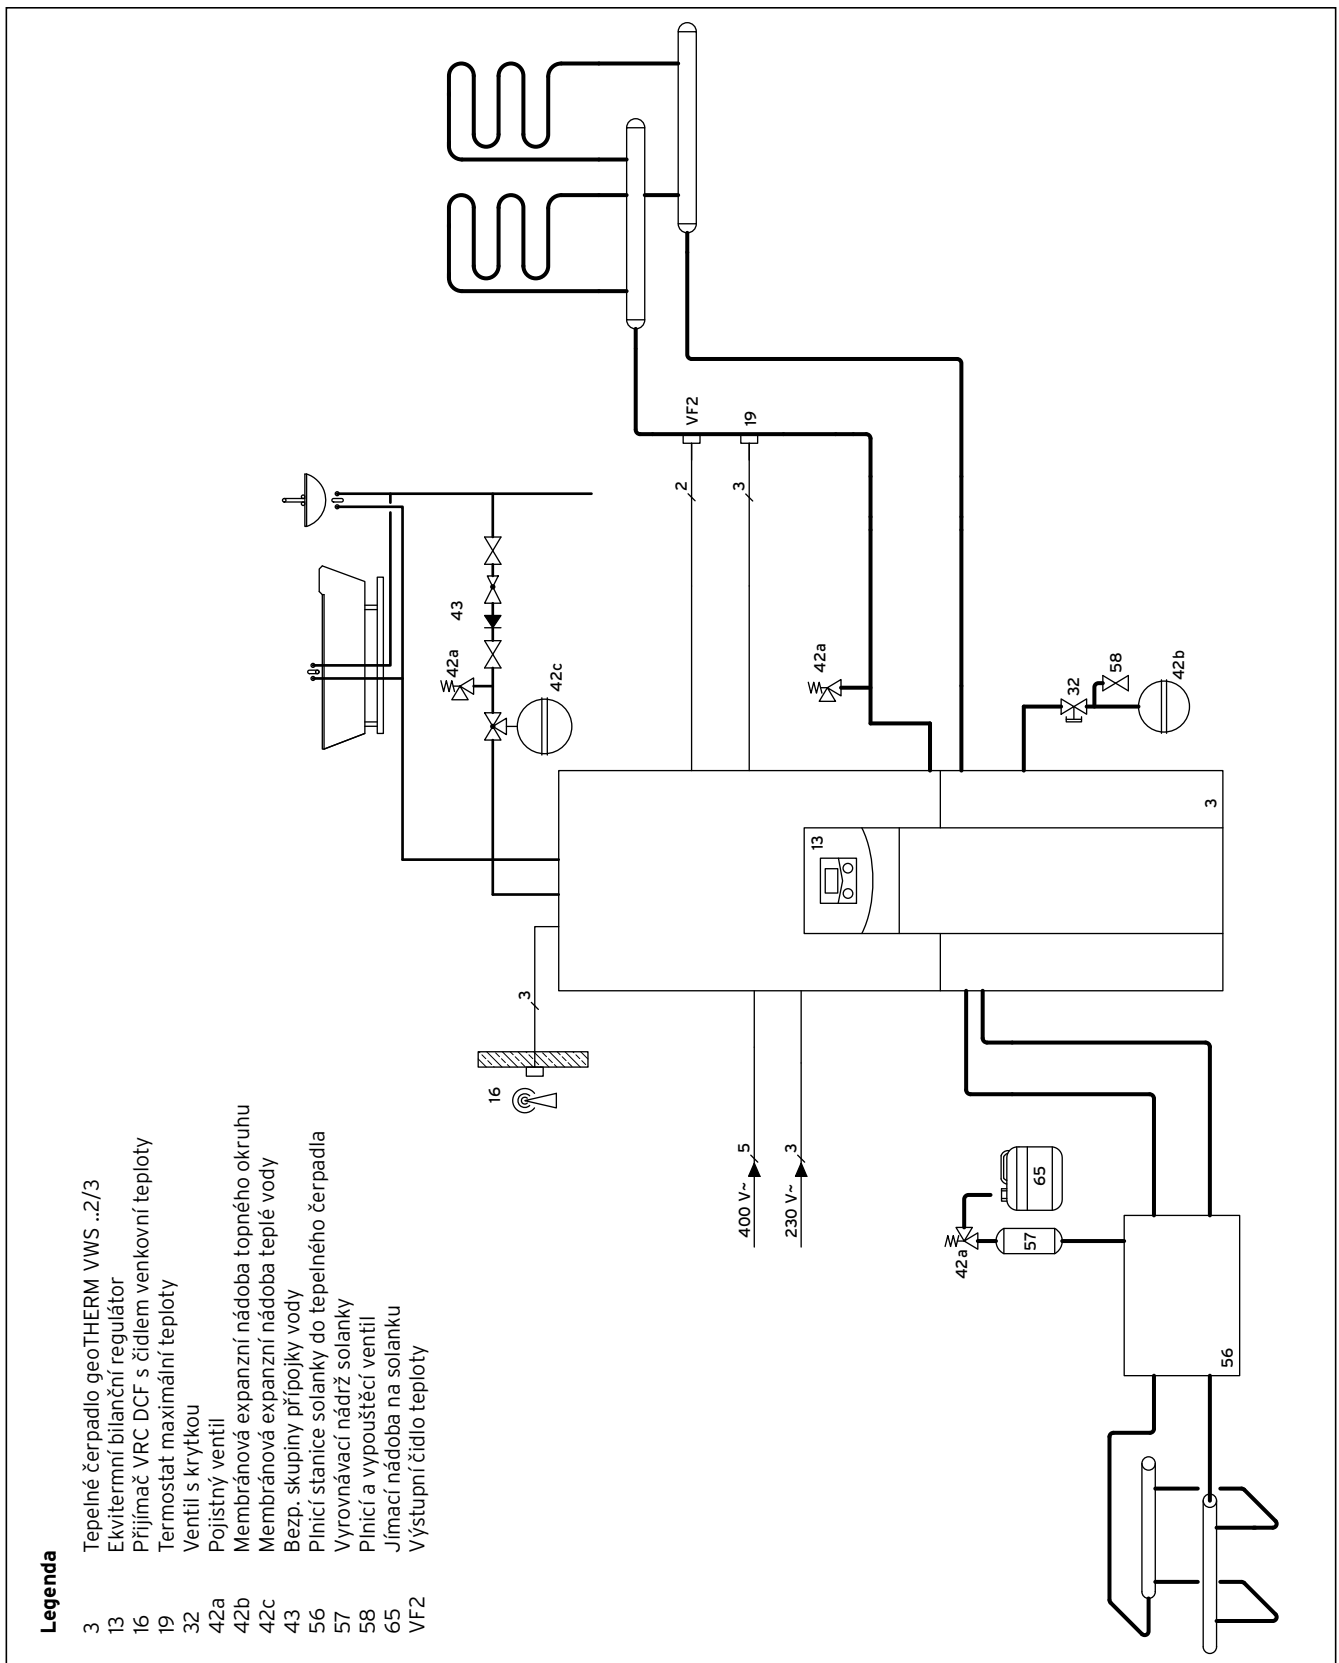 Legenda
3 Tepelné čerpadlo geoTHERM VWS ..2/3
13 Ekvitermní bilanční regulátor
16 Přijímač VRC DCF s čidlem venkovní teploty
19 Termostat maximální teploty
32 Ventil s krytkou
42a Pojistný ventil
42b Membránová expanzní nádoba topného okruhu
42c Membránová expanzní nádoba teplé vody
43 Bezp. skupiny přípojky vody
56 Plnicí stanice solanky do tepelného čerpadla
57 Vyrovnávací nádrž solanky
58 Plnicí a vypouštěcí ventil
65 Jímací nádoba na solanku
VF2 Výstupní čidlo teploty
56
42a
57
65
400 V~
5
230 V~
3
16
3
13
3
42c
42a
43
42a
32
58
42b
2
VF2
3
19